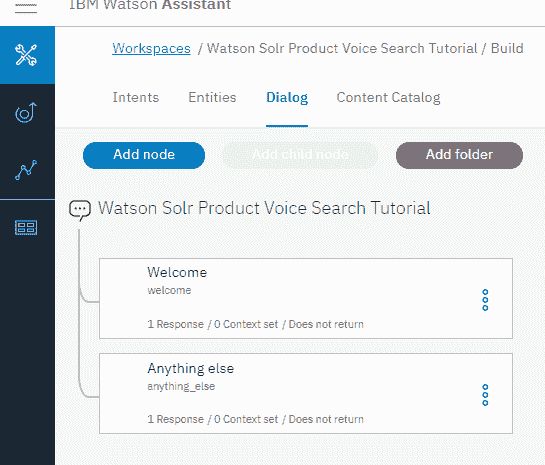 IBM Watson Assistant
Workspaces / Watson Solr Product Voice Search Tutorial / Build
Intents Entities Dialog Content Catalog
Add node Add child node Add folder
Watson Solr Product Voice Search Tutorial
Welcome
welcome
1 Response / 0 Context set / Does not return
Anything else
anything_else
1 Response / 0 Context set / Does not return